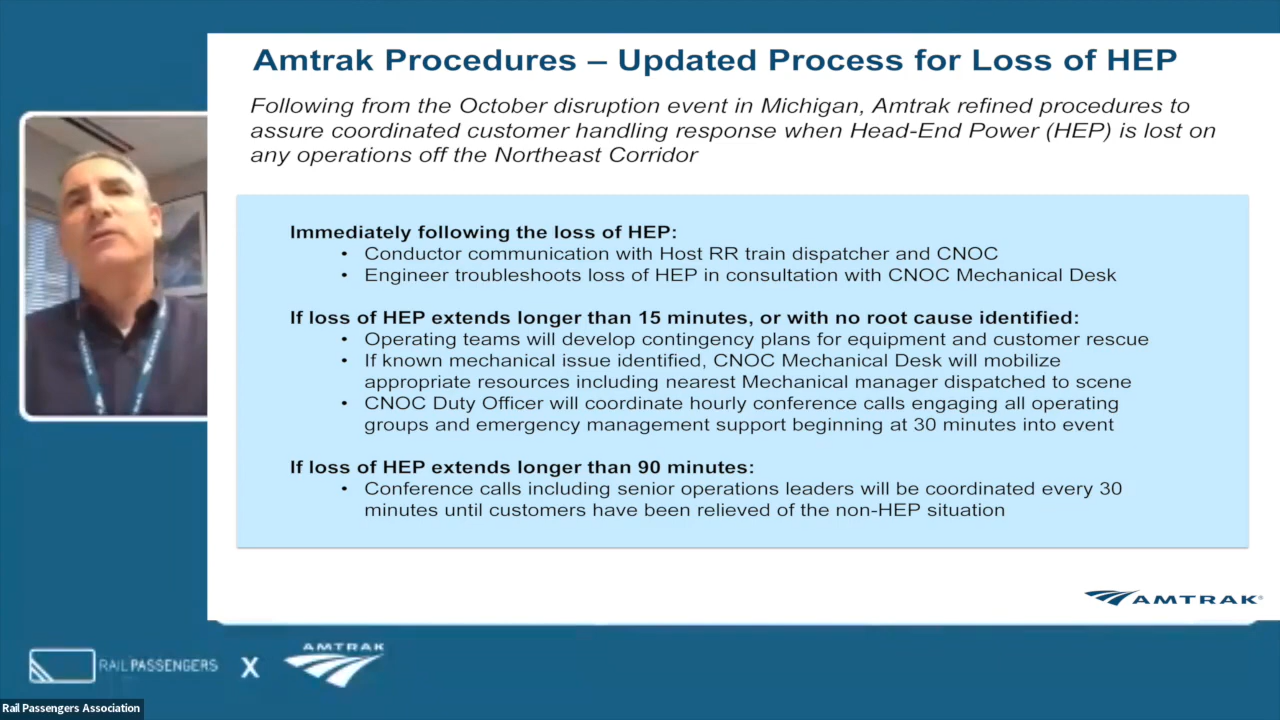 Amtrak Procedures – Updated Process for Loss of HEP
Following from the October disruption event in Michigan, Amtrak refined procedures to
assure coordinated customer handling response when Head-End Power (HEP) is lost on
any operations off the Northeast Corridor
Immediately following the loss of HEP:
• Conductor communication with Host RR train dispatcher and CNOC
• Engineer troubleshoots loss of HEP in consultation with CNOC Mechanical Desk
If loss of HEP extends longer than 15 minutes, or with no root cause identified:
• Operating teams will develop contingency plans for equipment and customer rescue
• If known mechanical issue identified, CNOC Mechanical Desk will mobilize
appropriate resources including nearest Mechanical manager dispatched to scene
• CNOC Duty Officer will coordinate hourly conference calls engaging all operating
groups and emergency management support beginning at 30 minutes into event
If loss of HEP extends longer than 90 minutes:
• Conference calls including senior operations leaders will be coordinated every 30
minutes until customers have been relieved of the non-HEP situation
AMTRAK®
RAIL PASSENGERS X AMTRAK
Rail Passengers Association